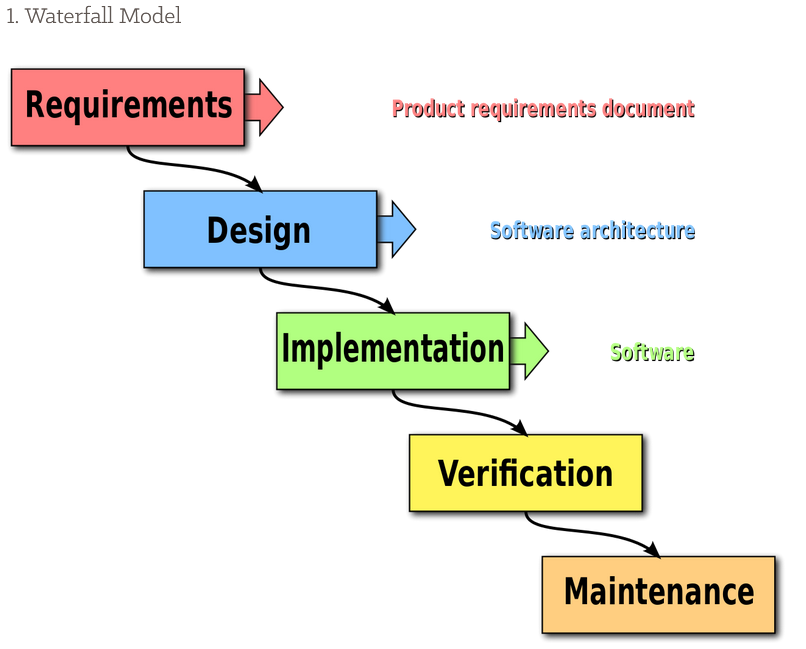 1. Waterfall Model
Requirements
Product requirements document
Design
Software architecture
Implementation
Software
Verification
Maintenance